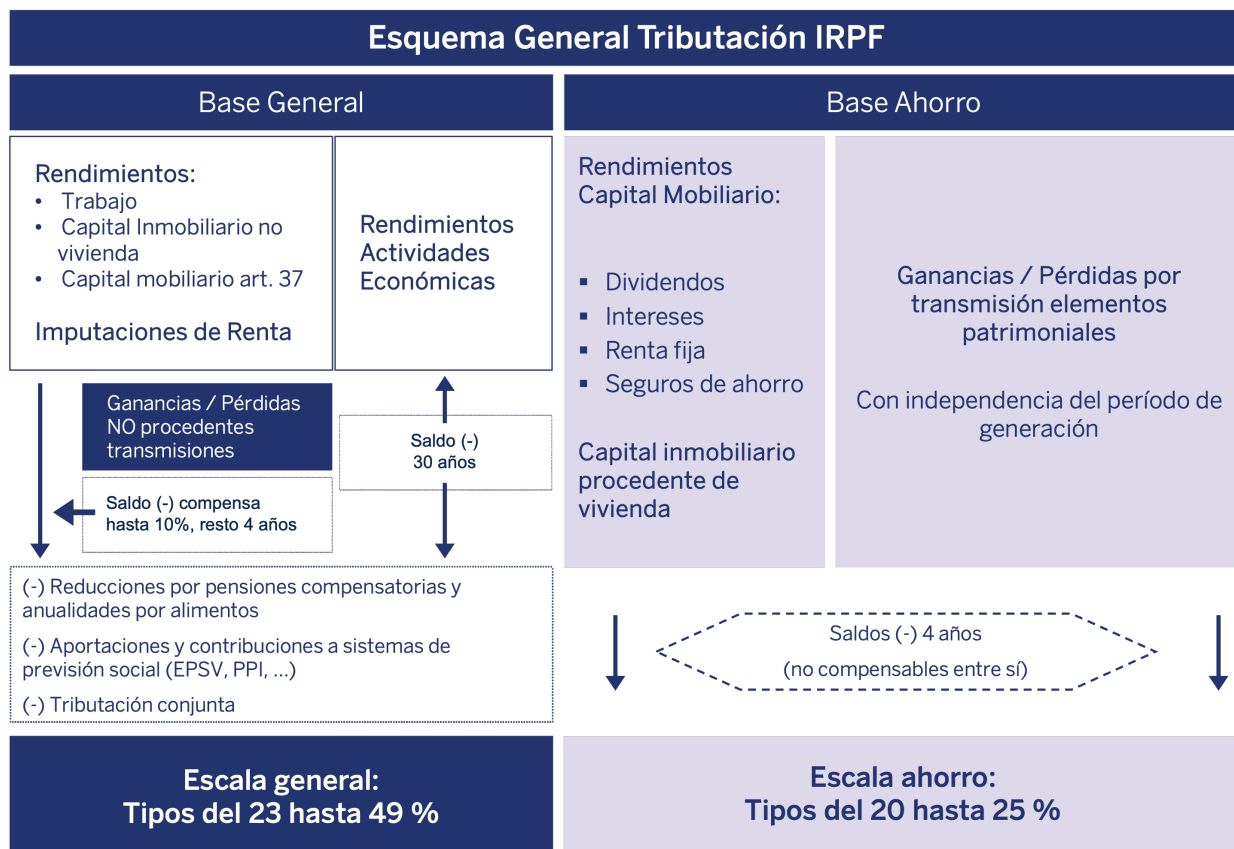 Esquema General Tributación IRPF
Base General
Base Ahorro
Rendimientos:
• Trabajo
• Capital Inmobiliario no
vivienda
• Capital mobiliario art. 37
Imputaciones de Renta
Rendimientos
Actividades
Económicas
Ganancias / Pérdidas
NO procedentes
transmisiones
Saldo (-) compensa
hasta 10%, resto 4 años
Saldo (-)
30 años
(-) Reducciones por pensiones compensatorias y
anualidades por alimentos
(-) Aportaciones y contribuciones a sistemas de
previsión social (EPSV, PPI, ...)
(-) Tributación conjunta
Escala general:
Tipos del 23 hasta 49 %
Rendimientos
Capital Mobiliario:
▪ Dividendos
▪ Intereses
▪ Renta fija
▪ Seguros de ahorro
Capital inmobiliario
procedente de
vivienda
Ganancias / Pérdidas por
transmisión elementos
patrimoniales
Con independencia del período de
generación
Saldos (-) 4 años
(no compensables entre sí)
Escala ahorro:
Tipos del 20 hasta 25 %